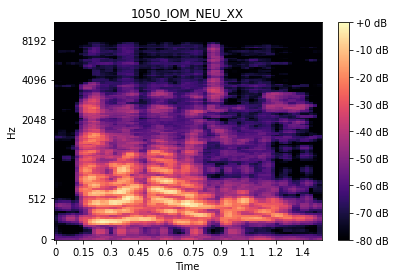 1050_IOM_NEU_XX
+0 dB
8192
-10 dB
4096
-20 dB
-30 dB
2048
Hz
-40 dB
1024
-50 dB
512
-60 dB
-70 dB
0
-80 dB
0 0.15 0.3 0.45 0.6 0.75 0.9 1 1.2 1.4
Time